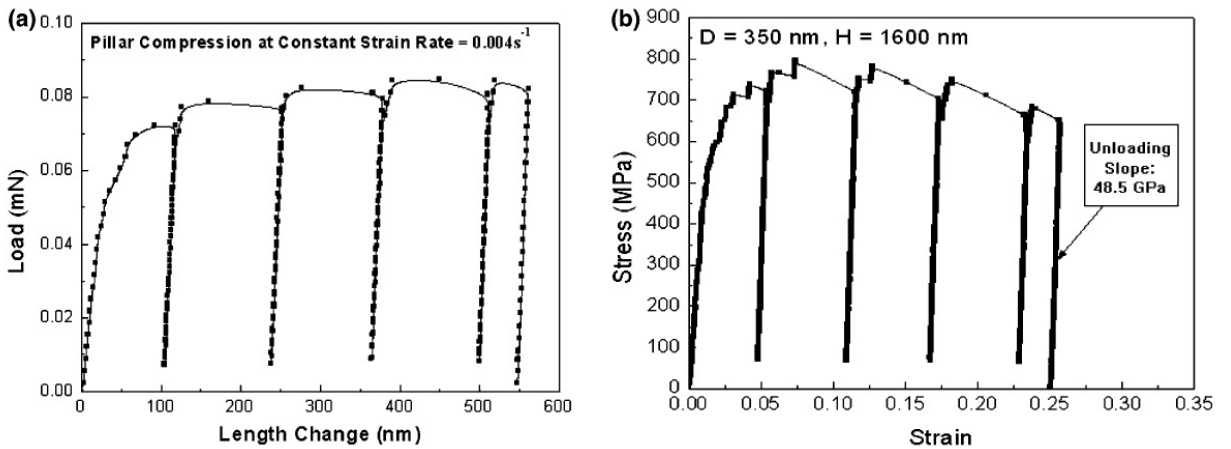 (a)
Pillar Compression at Constant Strain Rate = 0.004s⁻¹
0.10
0.08
0.06
0.04
0.02
0.00
Load (mN)
0 100 200 300 400 500 600
Length Change (nm)
(b)
D = 350 nm, H = 1600 nm
900
800
700
600
500
400
300
200
100
0
Stress (MPa)
Unloading
Slope:
48.5 GPa
0.00 0.05 0.10 0.15 0.20 0.25 0.30 0.35
Strain